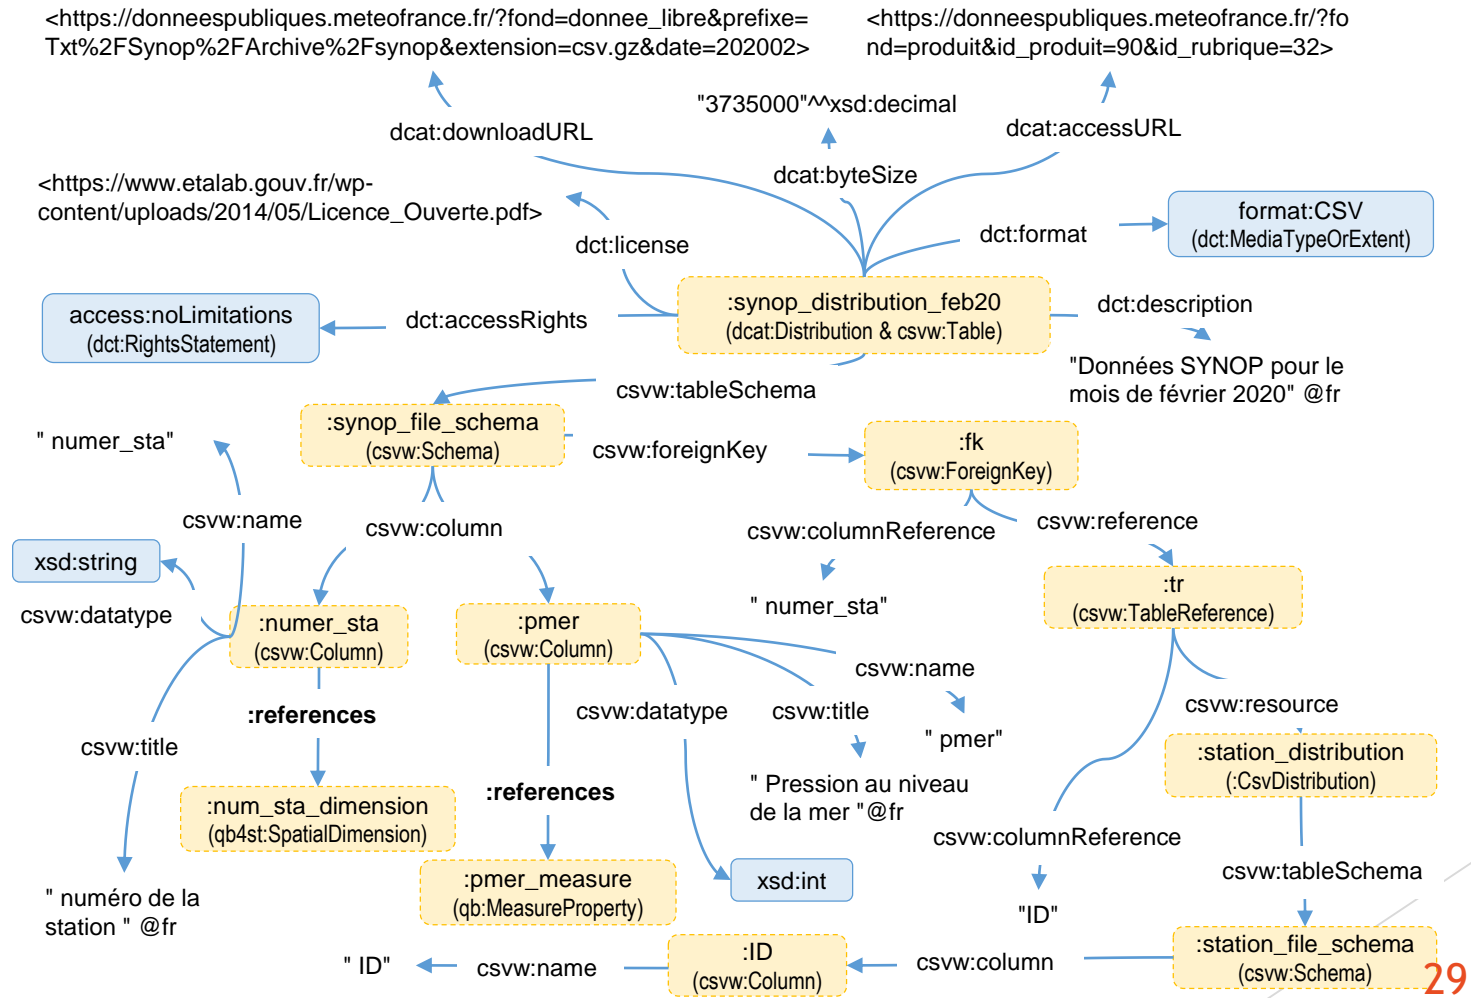 <https://donneespubliques.meteofrance.fr/?fond=donnee_libre&prefixe=
Txt%2FSynop%2FArchive%2Fsynop&extension=csv.gz&date=202002>
<https://donneespubliques.meteofrance.fr/?fo
nd=produit&id_produit=90&id_rubrique=32>
"3735000"^^xsd:decimal
dcat:downloadURL
dcat:accessURL
dcat:byteSize
<https://www.etalab.gouv.fr/wp-
content/uploads/2014/05/Licence_Ouverte.pdf>
dct:license
dct:format
format:CSV
(dct:MediaTypeOrExtent)
access:noLimitations
(dct:RightsStatement)
dct:accessRights
:synop_distribution_feb20
(dcat:Distribution & csvw:Table)
dct:description
"Données SYNOP pour le
mois de février 2020" @fr
csvw:tableSchema
:synop_file_schema
(csvw:Schema)
csvw:foreignKey
:fk
(csvw:ForeignKey)
" numer_sta"
csvw:name
csvw:column
csvw:columnReference
csvw:reference
xsd:string
csvw:datatype
:numer_sta
(csvw:Column)
:pmer
(csvw:Column)
" numer_sta"
:tr
(csvw:TableReference)
csvw:name
:references
csvw:datatype
csvw:title
csvw:resource
csvw:title
" pmer"
:station_distribution
(:CsvDistribution)
:num_sta_dimension
(qb4st:SpatialDimension)
:references
" Pression au niveau
de la mer "@fr
csvw:columnReference
csvw:tableSchema
:pmer_measure
(qb:MeasureProperty)
xsd:int
" numéro de la
station " @fr
"ID"
:station_file_schema
(csvw:Schema)
csvw:column
:ID
(csvw:Column)
csvw:name
" ID"
29